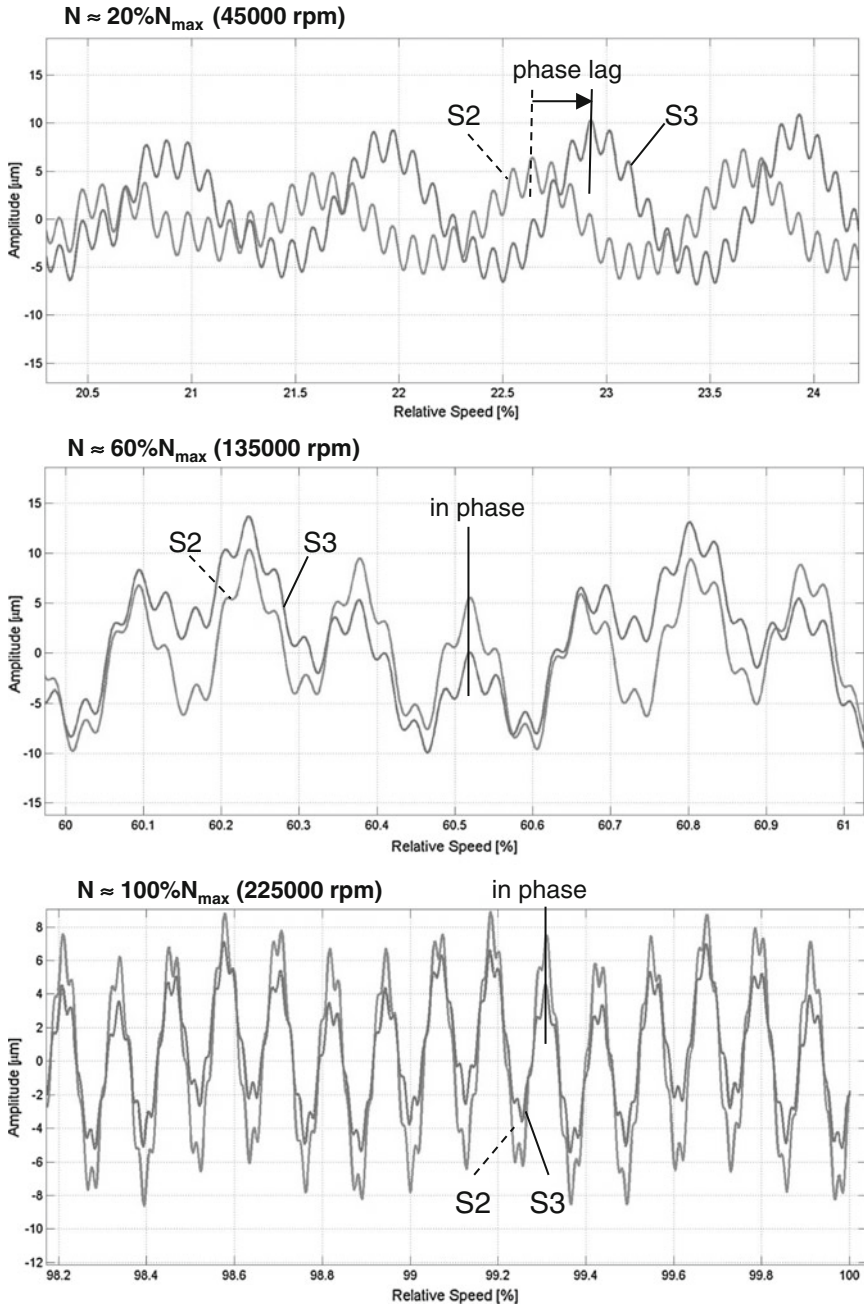 N ≈ 20%Nmax (45000 rpm)
phase lag
S2
S3
15
10
5
0
-5
-10
-15
Amplitude [µm]
20.5 21 21.5 22 22.5 23 23.5 24
Relative Speed [%]
N ≈ 60%Nmax (135000 rpm)
in phase
S2
S3
15
10
5
0
-5
-10
-15
Amplitude [µm]
60 60.1 60.2 60.3 60.4 60.5 60.6 60.7 60.8 60.9 61
Relative Speed [%]
N ≈ 100%Nmax (225000 rpm)
in phase
8
6
4
2
0
-2
-4
-6
-8
-10
-12
Amplitude [µm]
S2
S3
98.2 98.4 98.6 98.8 99 99.2 99.4 99.6 99.8 100
Relative Speed [%]